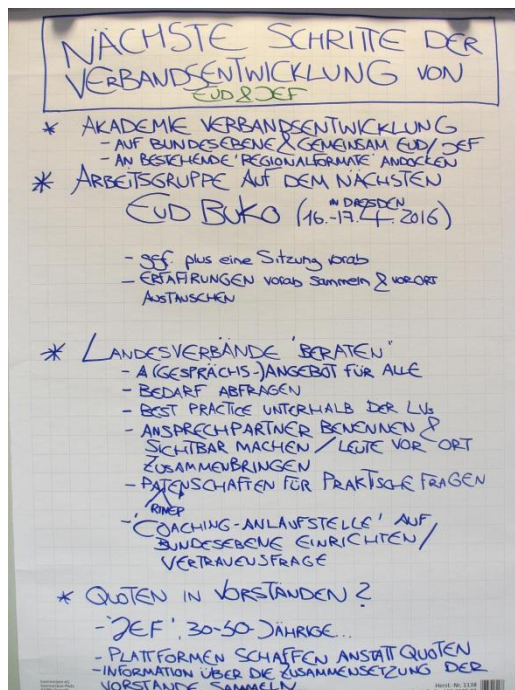 NÄCHSTE SCHRITTE DER
VERBANDSENTWICKLUNG VON
EUD & JEF
* AKADEMIE VERBANDSENTWICKLUNG
- AUF BUNDESEBENE & GEMEINSAM EUD/JEF
- AN BESTEHENDE 'REGIONALFORMATE' ANDOCKEN
* ARBEITSGRUPPE AUF DEM NÄCHSTEN
IN DRESDEN
EUD BUKO (16.-17.4.2016)
- ggf. plus eine Sitzung vorab
- ERFAHRUNGEN vorab sammeln & VOR ORT
AUSTAUSCHEN
* LANDESVERBÄNDE 'BERATEN'
- A (GESPRÄCHS-)ANGEBOT FÜR ALLE
- BEDARF ABFRAGEN
- BEST PRACTICE UNTERHALB DER LVs
- ANSPRECHPARTNER BENENNEN &
SICHTBAR MACHEN / LEUTE VOR ORT
ZUSAMMENBRINGEN
- PATENSCHAFTEN FÜR PRAKTISCHE FRAGEN
- 'COACHING-ANLAUFSTELLE' AUF
BUNDESEBENE EINRICHTEN /
VERTRAUENSFRAGE
* QUOTEN IN VORSTÄNDEN?
- 'JEF', 30-50-JÄHRIGE...
- PLATTFORMEN SCHAFFEN ANSTATT QUOTEN
- INFORMATION ÜBER DIE ZUSAMMENSETZUNG DER
VORSTÄNDE SAMMELN